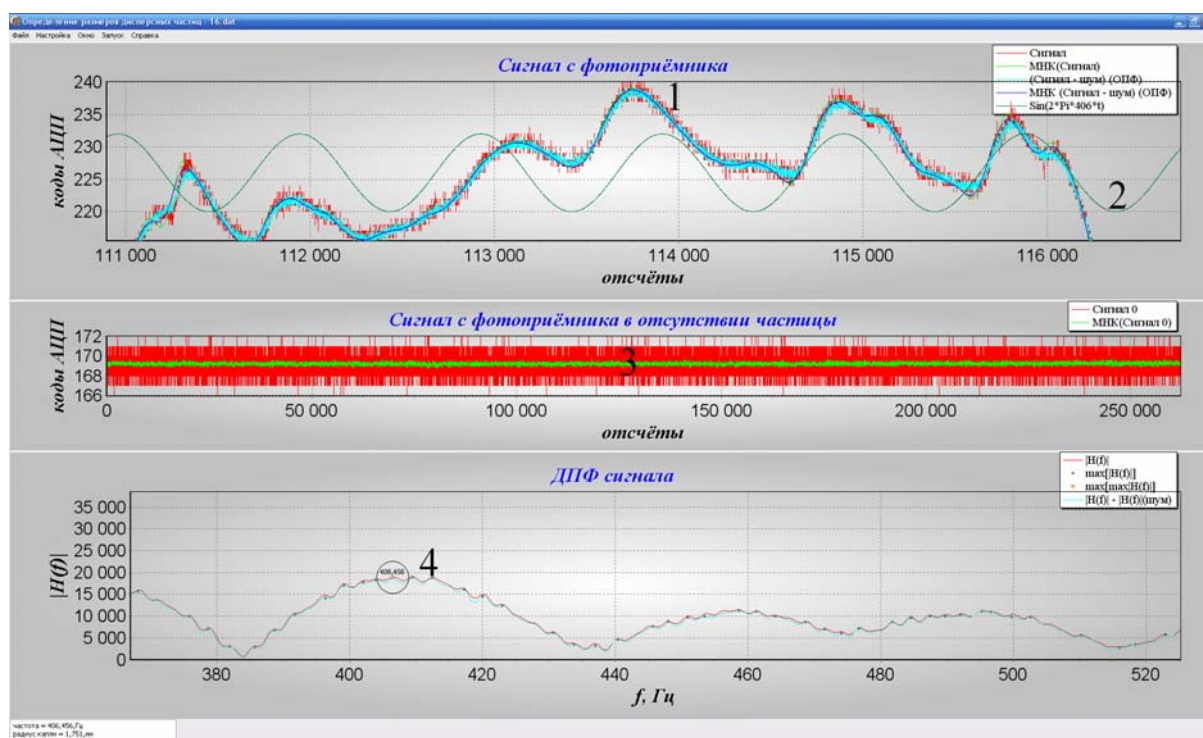 Определение размеров дисперсных частиц - 16.dat
Файл Настройка Окно Запуск Справка
Сигнал с фотоприёмника
Сигнал
МНК(Сигнал)
(Сигнал - шум) (ОПФ)
МНК (Сигнал - шум) (ОПФ)
Sin(2*Pi*406*t)
240
235
230
225
220
коды АЦП
1
2
111 000 112 000 113 000 114 000 115 000 116 000
отсчёты
Сигнал с фотоприёмника в отсутствии частицы
Сигнал 0
МНК(Сигнал 0)
172
170
168
166
коды АЦП
3
0 50 000 100 000 150 000 200 000 250 000
отсчёты
ДПФ сигнала
|H(f)|
max[|H(f)|]
max[max|H(f)|]
|H(f)| - |H(f)|(шум)
35 000
30 000
25 000
20 000
15 000
10 000
5 000
0
|H(f)|
406,456
4
380 400 420 440 460 480 500 520
f, Гц
частота = 406,456,Гц
радиус капли = 1,751,мм